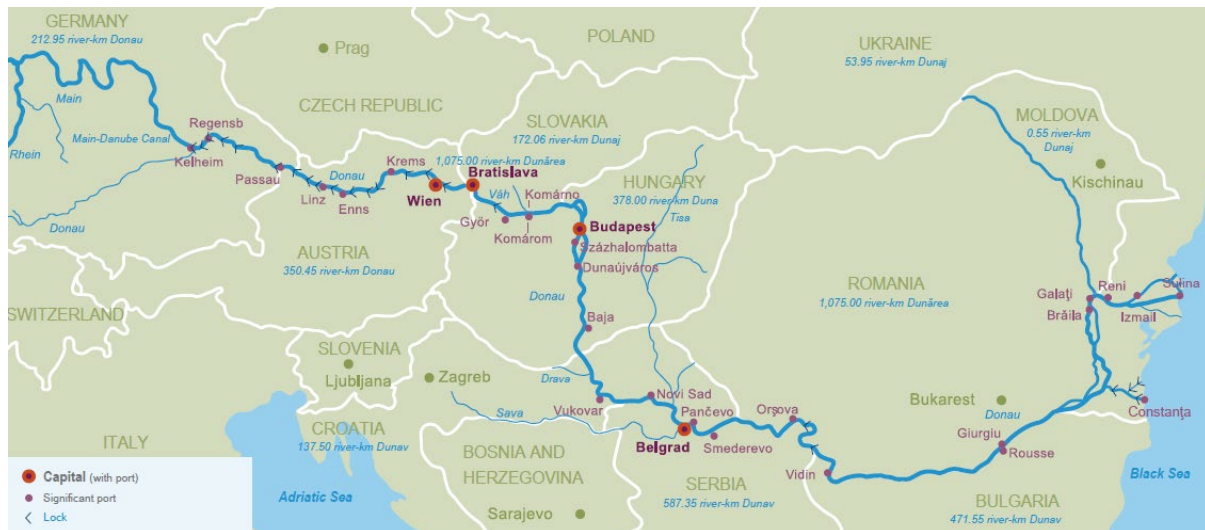 GERMANY
212.95 river-km Donau
POLAND
UKRAINE
53.95 river-km Dunaj
Prag
CZECH REPUBLIC
Main
Regensb
Main-Danube Canal
Rhein
Kelheim
SLOVAKIA
172.06 river-km Dunaj
MOLDOVA
0.55 river-km
Dunaj
Kischinau
Krems
1,075.00 river-km Dunărea
Passau
Donau
Linz
Enns
Wien
Bratislava
Váh
Komárno
Györ
Komárom
HUNGARY
378.00 river-km Duna
Tisa
Budapest
Százhalombatta
Dunaújváros
Donau
AUSTRIA
350.45 river-km Donau
Donau
Baja
ROMANIA
1,075.00 river-km Dunărea
Galaţi
Reni
Sulina
Brăila
Izmail
SWITZERLAND
SLOVENIA
Ljubljana
Zagreb
Drava
Vukovar
Novi Sad
Pančevo
Orşova
Bukarest
Donau
Constanţa
Sava
Belgrad
Smederevo
Giurgiu
Rousse
ITALY
CROATIA
137.50 river-km Dunav
BOSNIA AND
HERZEGOVINA
Vidin
SERBIA
587.35 river-km Dunav
BULGARIA
471.55 river-km Dunav
Black Sea
Adriatic Sea
Sarajevo
Capital (with port)
Significant port
Lock